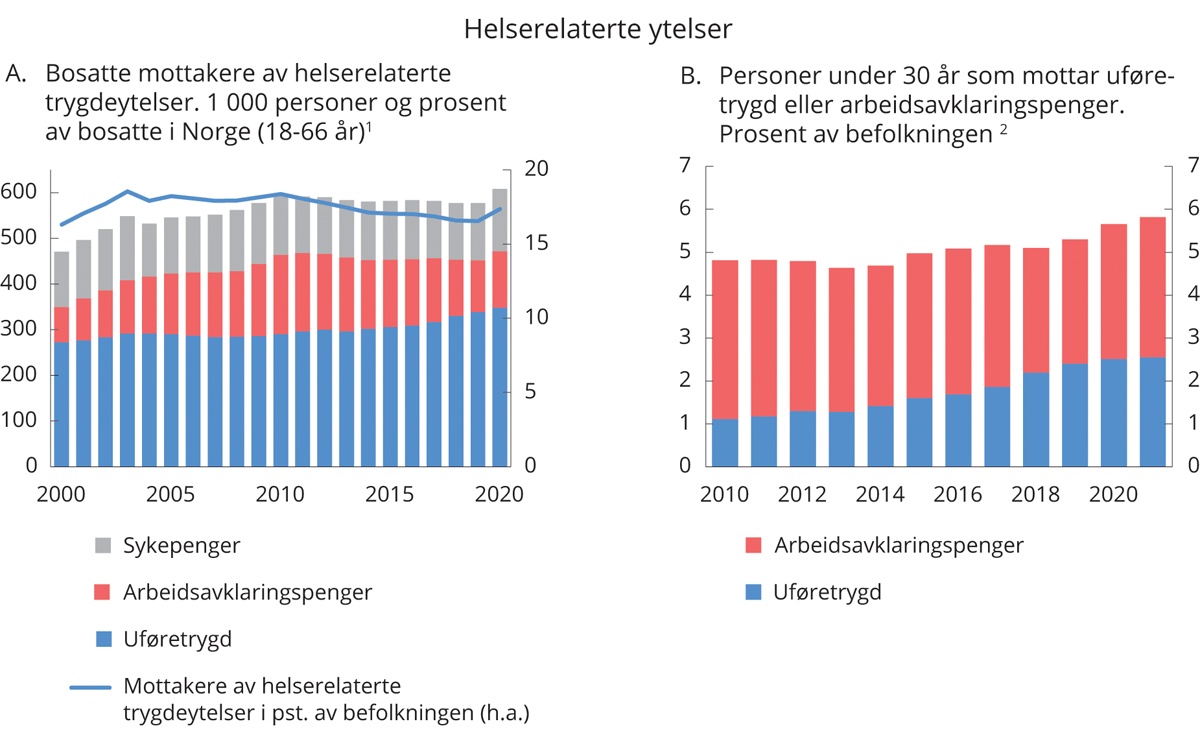 Helserelaterte ytelser
A. Bosatte mottakere av helserelaterte
trygdeytelser. 1 000 personer og prosent
av bosatte i Norge (18-66 år)1
600
500
400
300
200
100
0
20
15
10
5
0
2000 2005 2010 2015 2020
Sykepenger
Arbeidsavklaringspenger
Uføretrygd
Mottakere av helserelaterte
trygdeytelser i pst. av befolkningen (h.a.)
B. Personer under 30 år som mottar uføre-
trygd eller arbeidsavklaringspenger.
Prosent av befolkningen 2
7 7
6 6
5 5
4 4
3 3
2 2
1 1
0 0
2010 2012 2014 2016 2018 2020
Arbeidsavklaringspenger
Uføretrygd